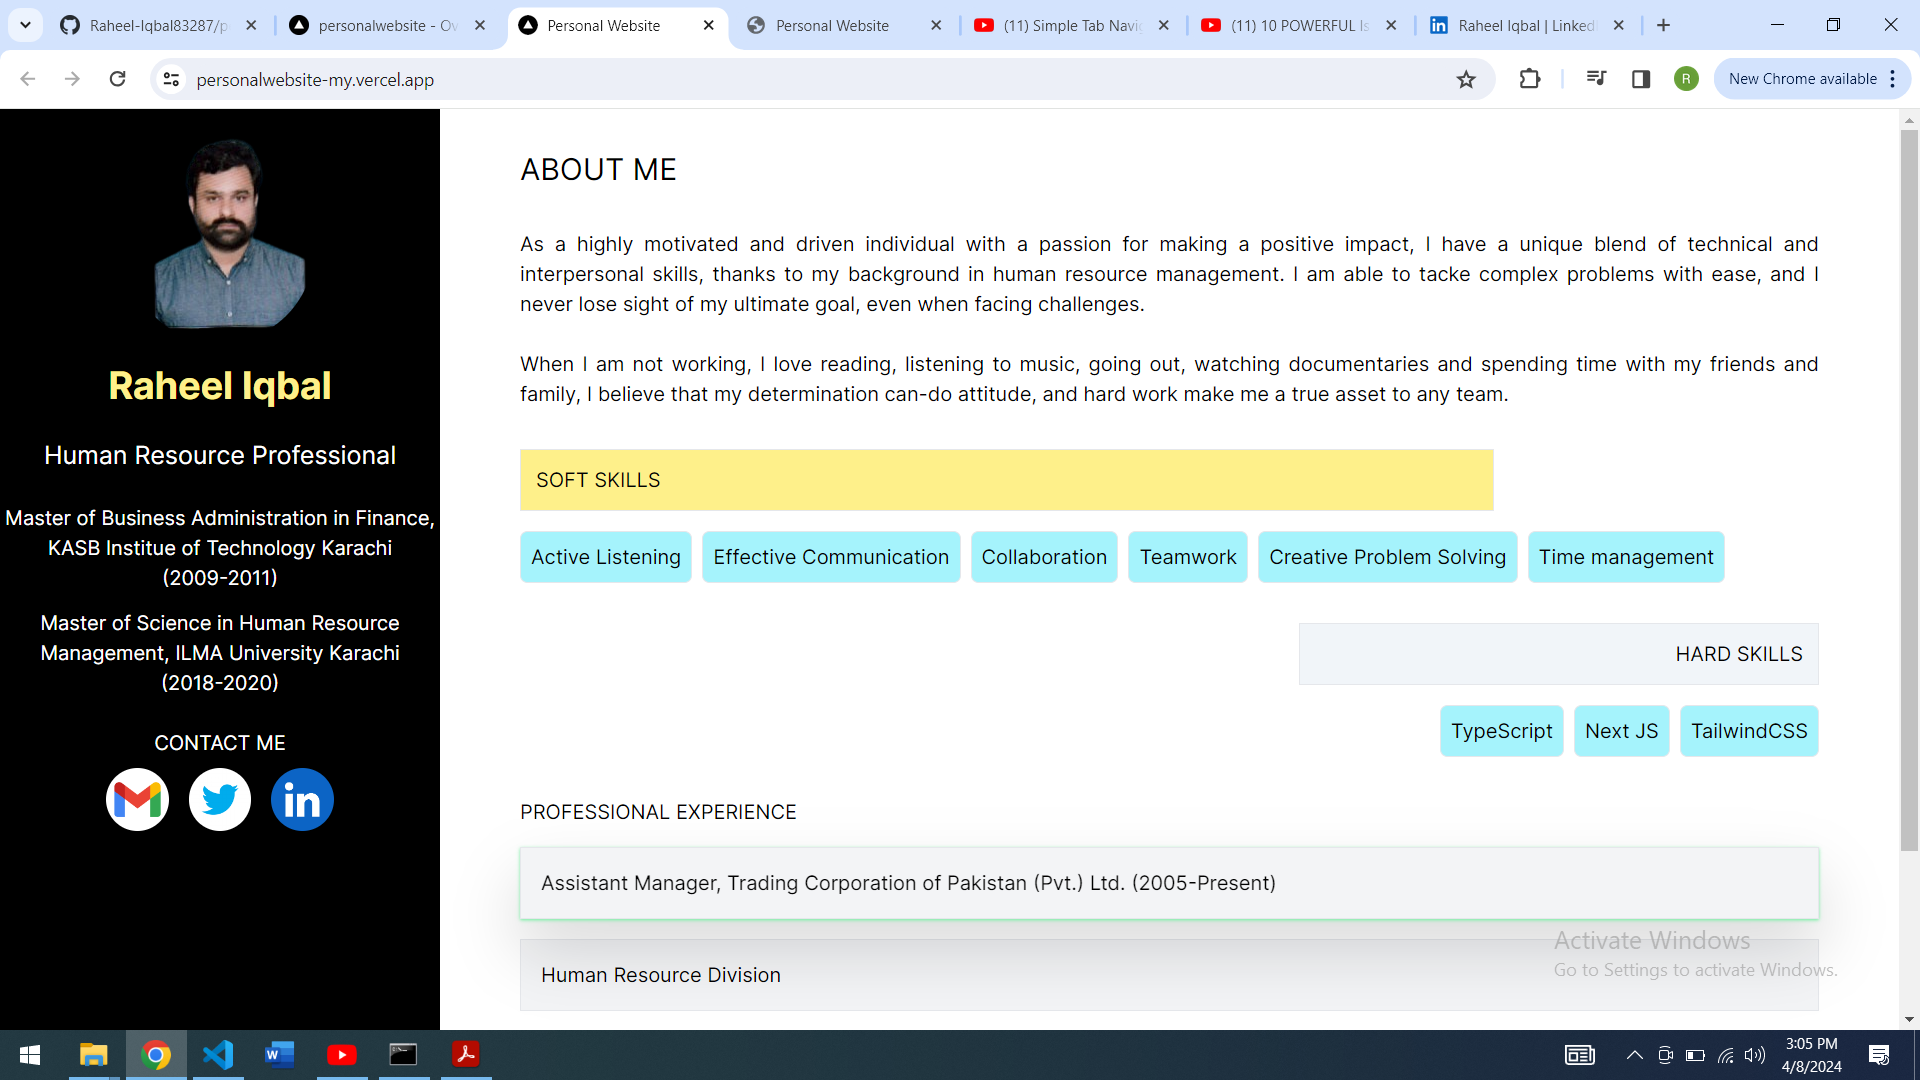 Raheel-Iqbal83287/p
personalwebsite - Ov
Personal Website
Personal Website
(11) Simple Tab Navig
(11) 10 POWERFUL Is
Raheel Iqbal | LinkedI
personalwebsite-my.vercel.app
R
New Chrome available
Raheel Iqbal
Human Resource Professional
Master of Business Administration in Finance,
KASB Institue of Technology Karachi
(2009-2011)
Master of Science in Human Resource
Management, ILMA University Karachi
(2018-2020)
CONTACT ME
in
ABOUT ME
As a highly motivated and driven individual with a passion for making a positive impact, I have a unique blend of technical and
interpersonal skills, thanks to my background in human resource management. I am able to tacke complex problems with ease, and I
never lose sight of my ultimate goal, even when facing challenges.
When I am not working, I love reading, listening to music, going out, watching documentaries and spending time with my friends and
family, I believe that my determination can-do attitude, and hard work make me a true asset to any team.
SOFT SKILLS
Active Listening Effective Communication Collaboration Teamwork Creative Problem Solving Time management
HARD SKILLS
TypeScript Next JS TailwindCSS
PROFESSIONAL EXPERIENCE
Assistant Manager, Trading Corporation of Pakistan (Pvt.) Ltd. (2005-Present)
Human Resource Division
Activate Windows
Go to Settings to activate Windows.
3:05 PM
4/8/2024